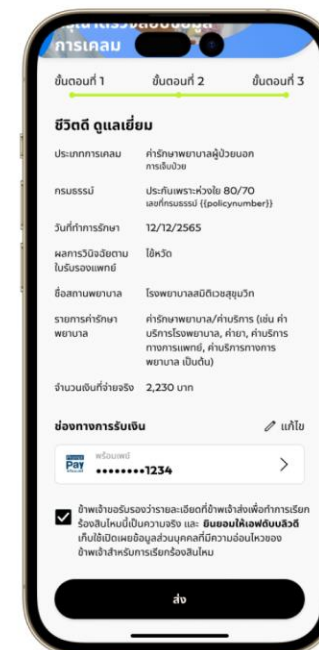 การเคลม
ขั้นตอนที่ 1 ขั้นตอนที่ 2 ขั้นตอนที่ 3
ชีวิตดี ดูแลเยี่ยม
ประเภทการเคลม ค่ารักษาพยาบาลผู้ป่วยนอก
การเจ็บป่วย
กรมธรรม์ ประกันเพราะห่วงใย 80/70
เลขที่กรมธรรม์ {{policynumber}}
วันที่ทำการรักษา 12/12/2565
ผลการวินิจฉัยตาม ไข้หวัด
ใบรับรองแพทย์
ชื่อสถานพยาบาล โรงพยาบาลสมิติเวชสุขุมวิท
รายการค่ารักษา ค่ารักษาพยาบาล/ค่าบริการ (เช่น ค่า
พยาบาล บริการโรงพยาบาล, ค่ายา, ค่าบริการ
ทางการแพทย์, ค่าบริการทางการ
พยาบาล เป็นต้น)
จำนวนเงินที่จ่ายจริง 2,230 บาท
ช่องทางการรับเงิน แก้ไข
พร้อมเพย์
Pay ••••••••1234
ข้าพเจ้าขอรับรองว่ารายละเอียดที่ข้าพเจ้าส่งเพื่อทำการเรียก
ร้องสินไหมนี้เป็นความจริง และ ยินยอมให้เอฟดับบลิวดี
เก็บใช้เปิดเผยข้อมูลส่วนบุคคลที่มีความอ่อนไหวของ
ข้าพเจ้าสำหรับการเรียกร้องสินไหม
ส่ง